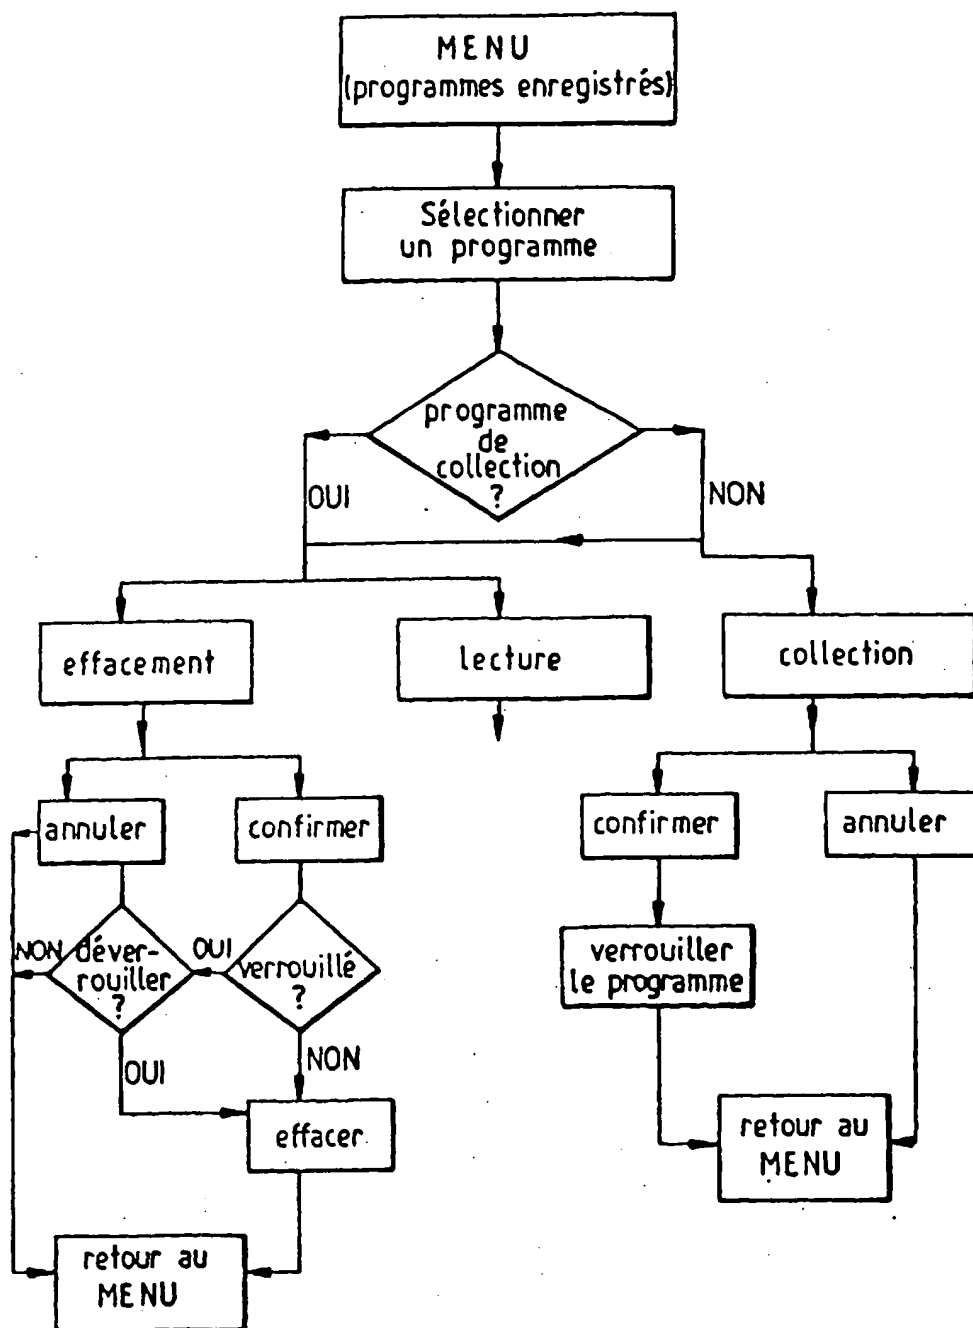 MENU
(programmes enregistrés)
Sélectionner
un programme
programme
de
collection
?
OUI
NON
effacement
lecture
collection
annuler
confirmer
confirmer
annuler
NON
déver-
rouiller
?
OUI
verrouillé
?
verrouiller
le programme
OUI
NON
effacer
retour au
MENU
retour au
MENU